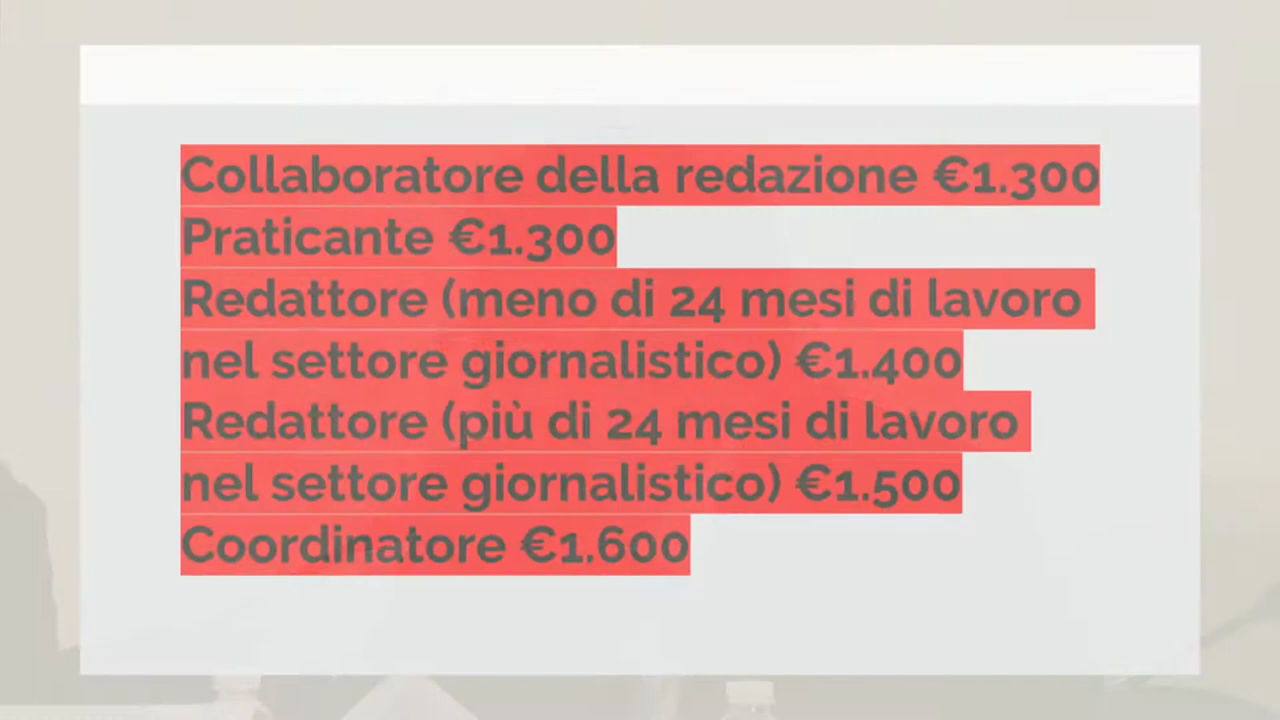 Collaboratore della redazione €1.300
Praticante €1.300
Redattore (meno di 24 mesi di lavoro
nel settore giornalistico) €1.400
Redattore (più di 24 mesi di lavoro
nel settore giornalistico) €1.500
Coordinatore €1.600